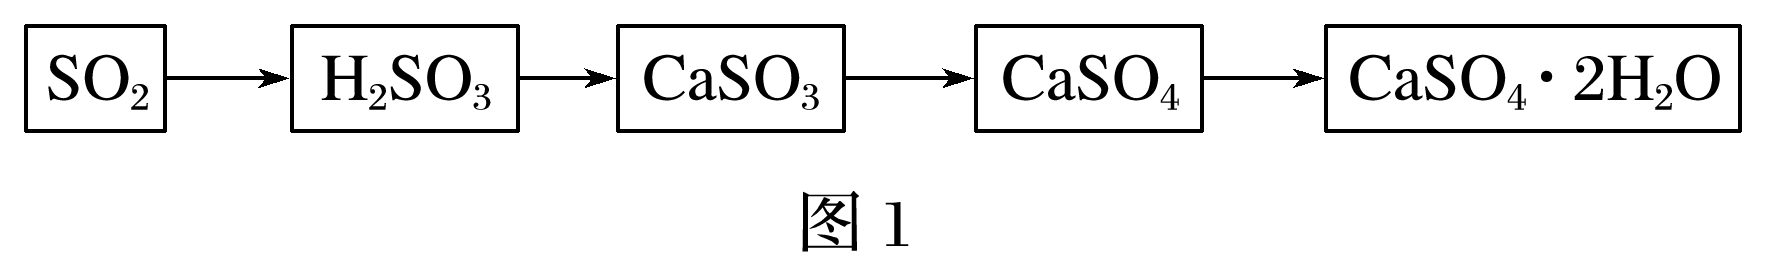 SO₂ → H₂SO₃ → CaSO₃ → CaSO₄ → CaSO₄·2H₂O
图 1